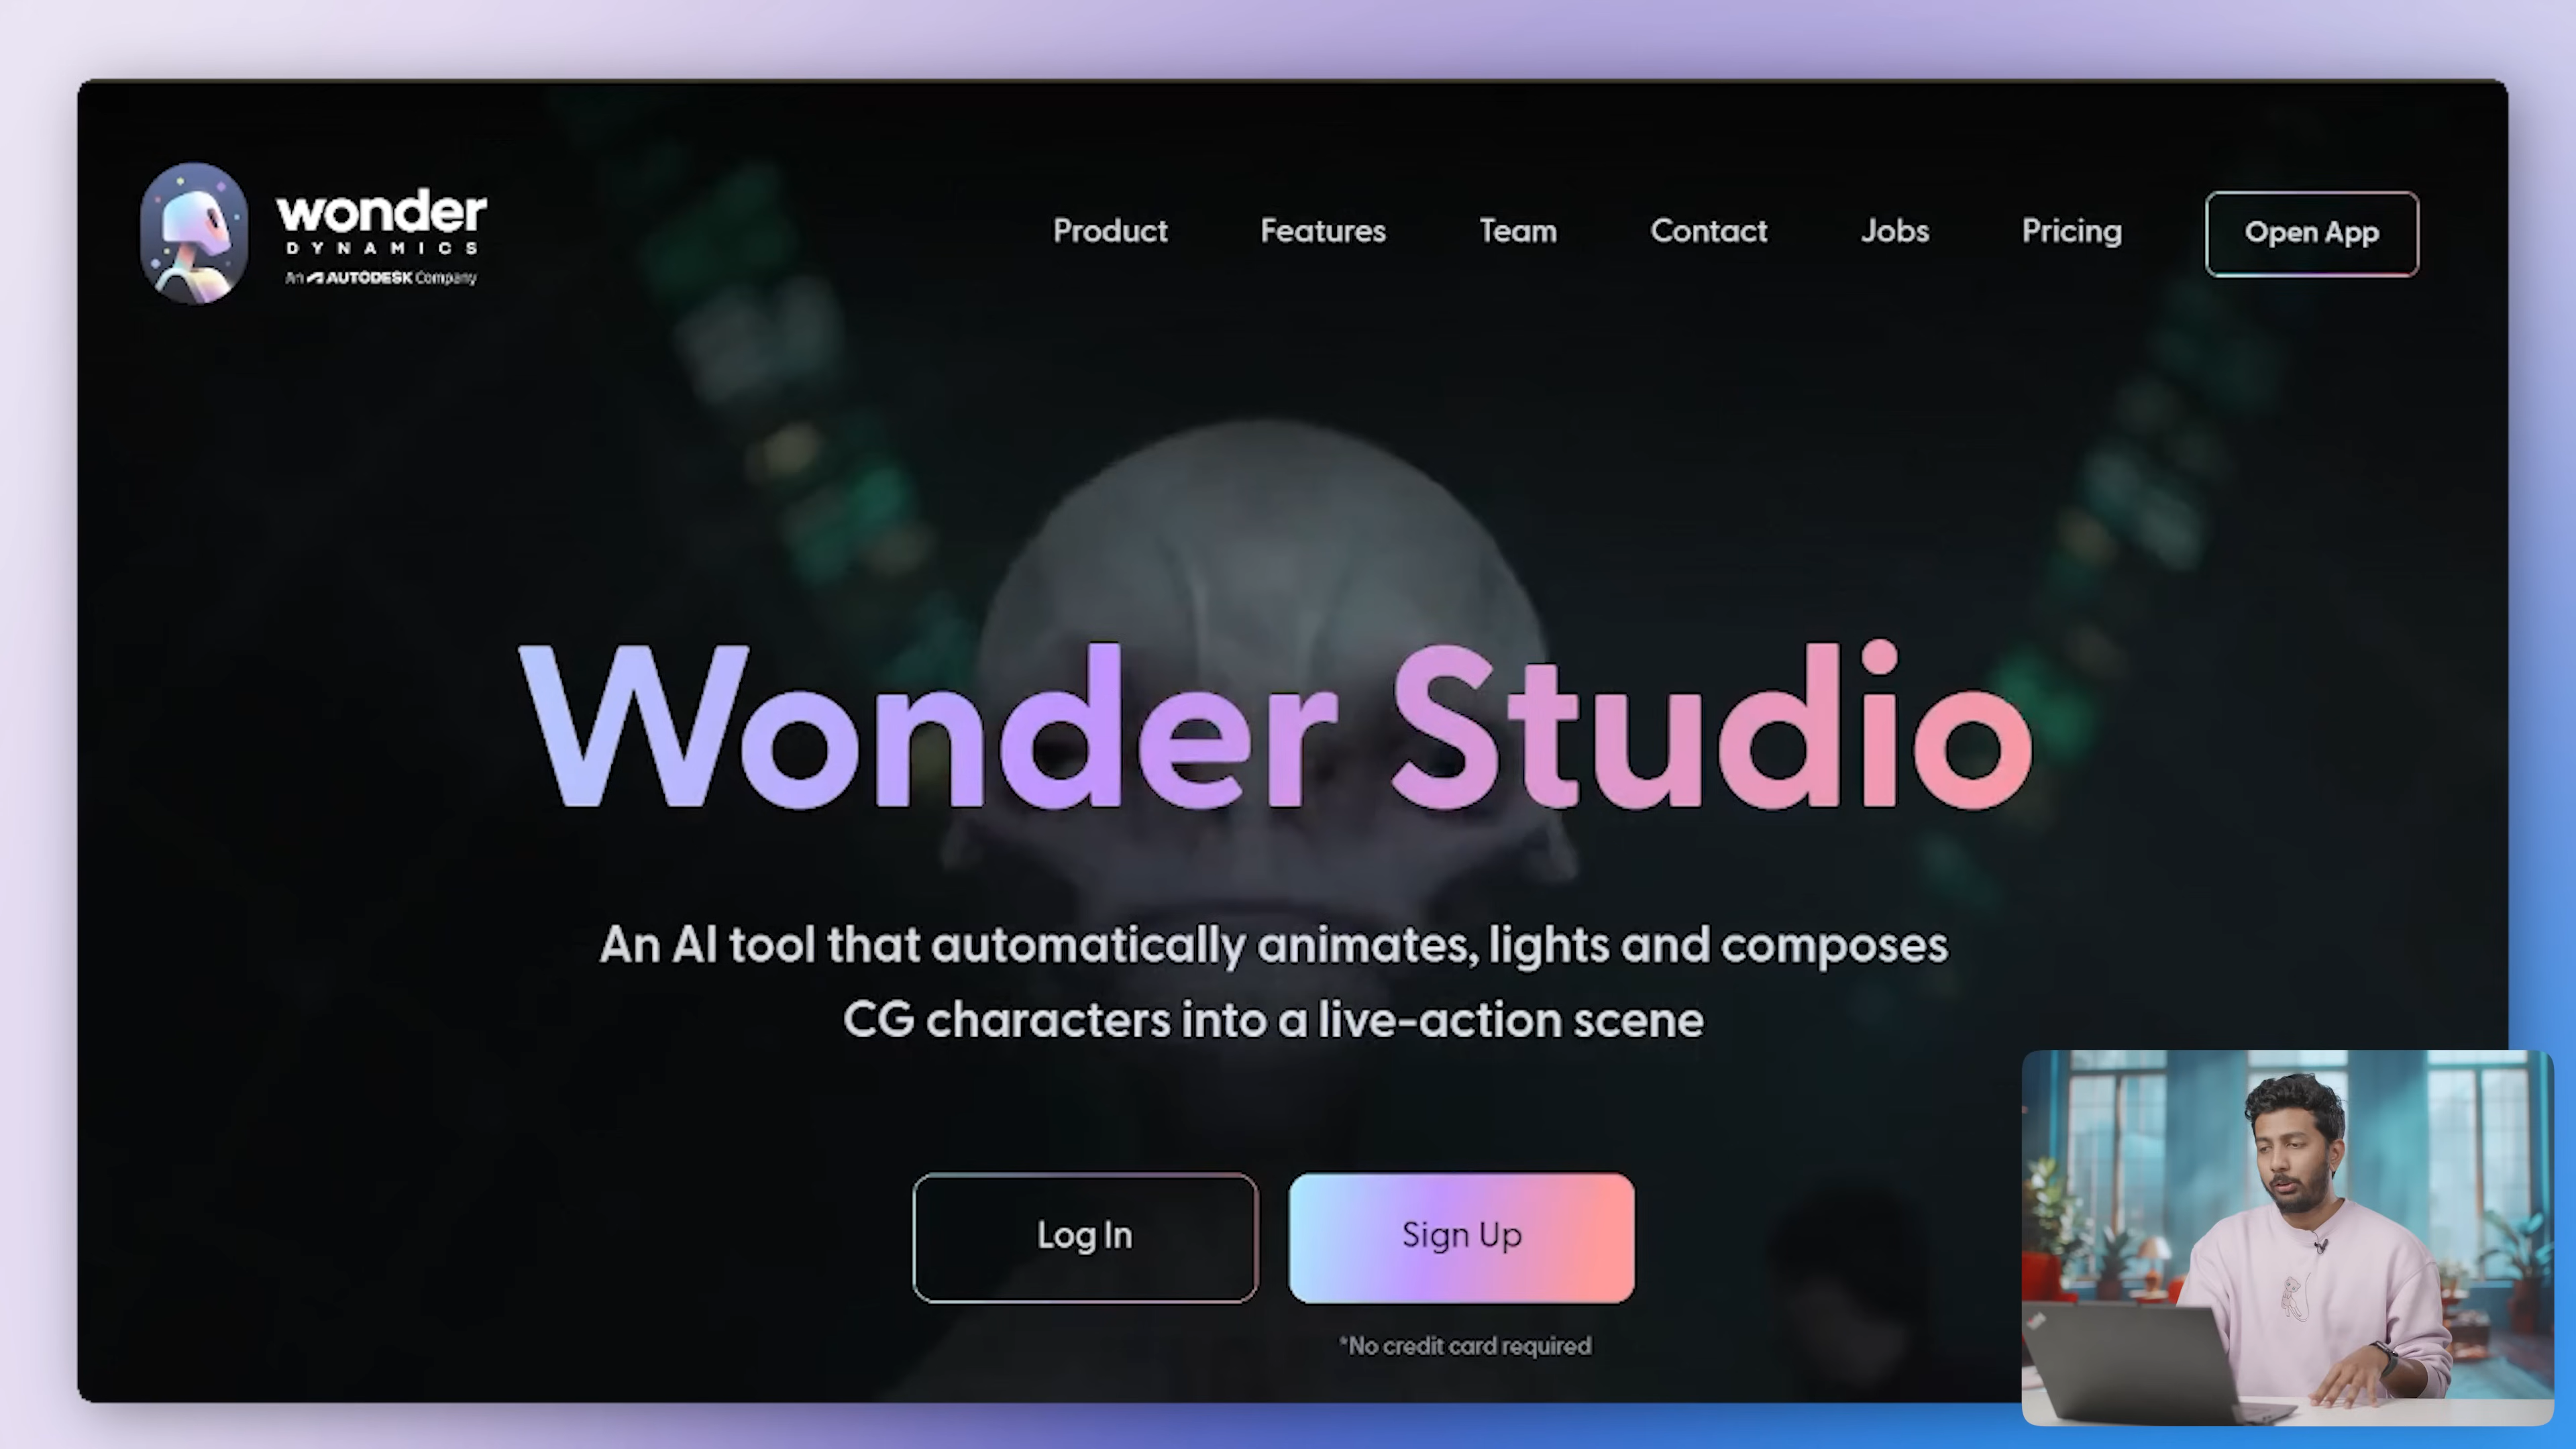 wonder
DYNAMICS
An AUTODESK Company
Product
Features
Team
Contact
Jobs
Pricing
Open App
Wonder Studio
An AI tool that automatically animates, lights and composes
CG characters into a live-action scene
Log In
Sign Up
*No credit card required